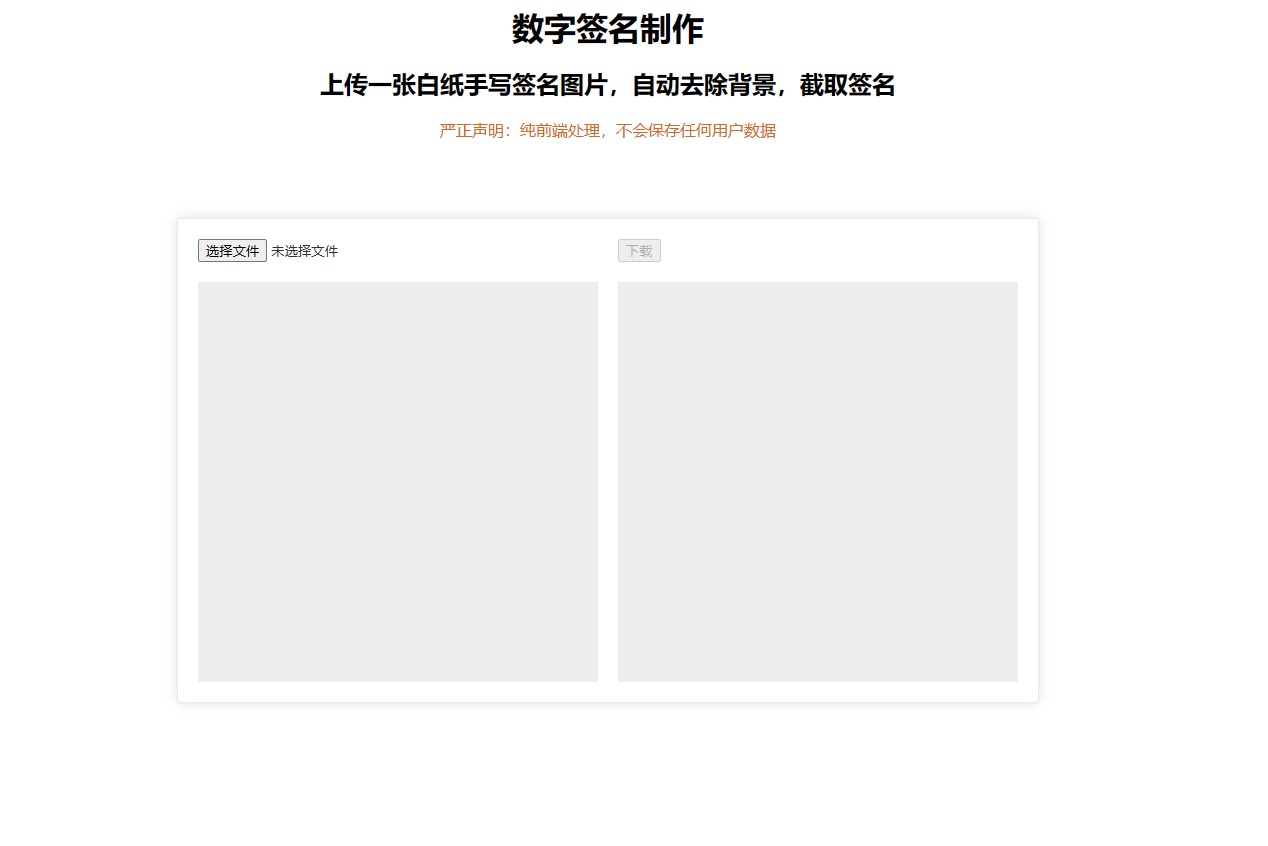 数字签名制作
上传一张白纸手写签名图片，自动去除背景，截取签名
严正声明：纯前端处理，不会保存任何用户数据
选择文件 未选择文件
下载